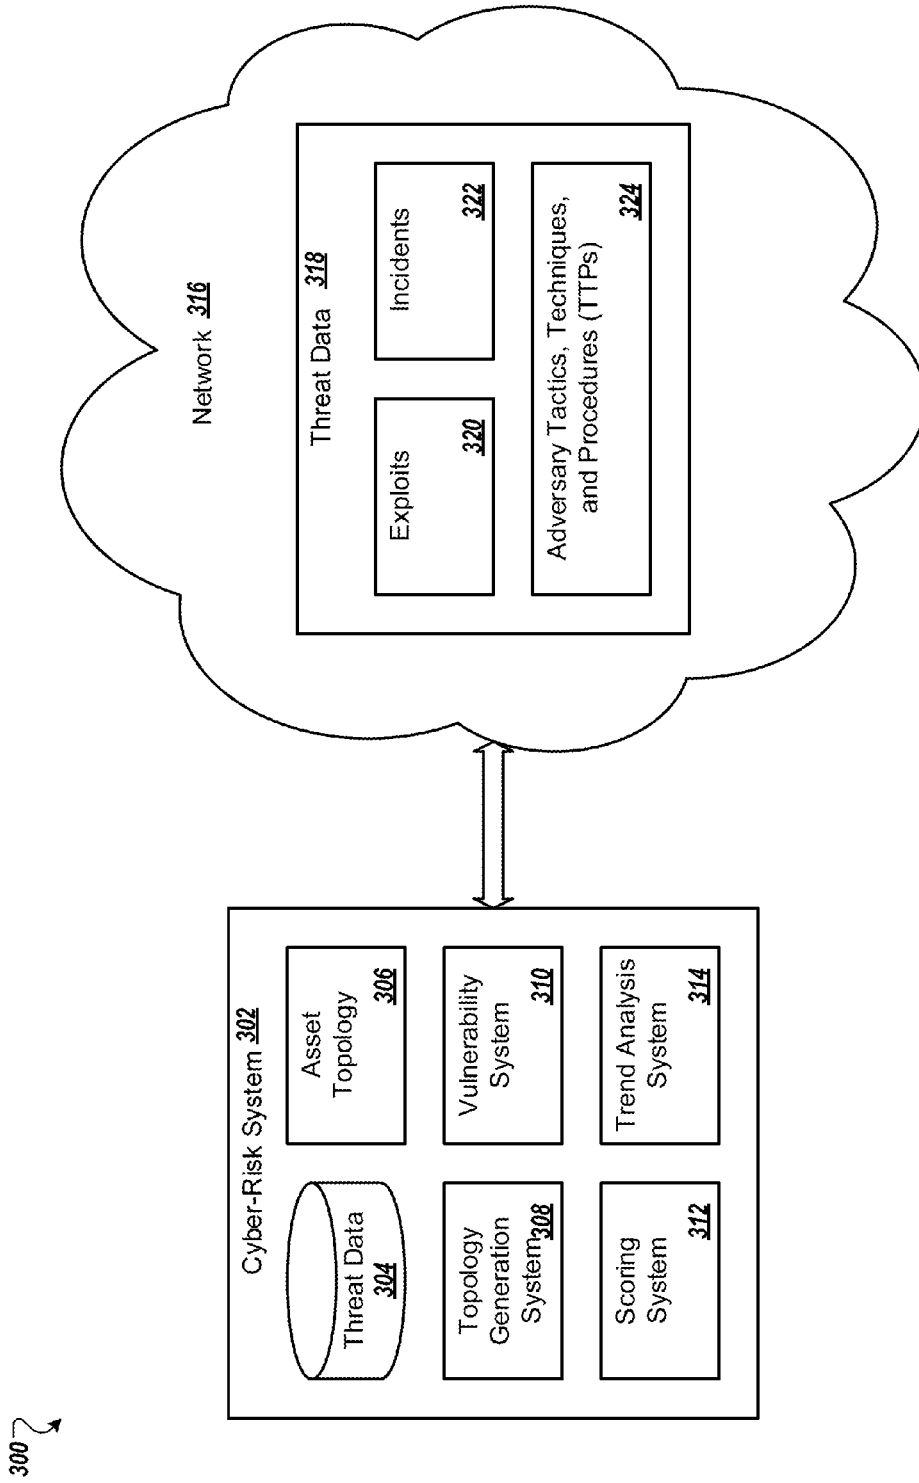 300
Cyber-Risk System 302
Threat Data
304
Asset
Topology
306
Topology
Generation
System 308
Vulnerability
System
310
Scoring
System
312
Trend Analysis
System
314
Network 316
Threat Data 318
Exploits
320
Incidents
322
Adversary Tactics, Techniques,
and Procedures (TTPs)
324